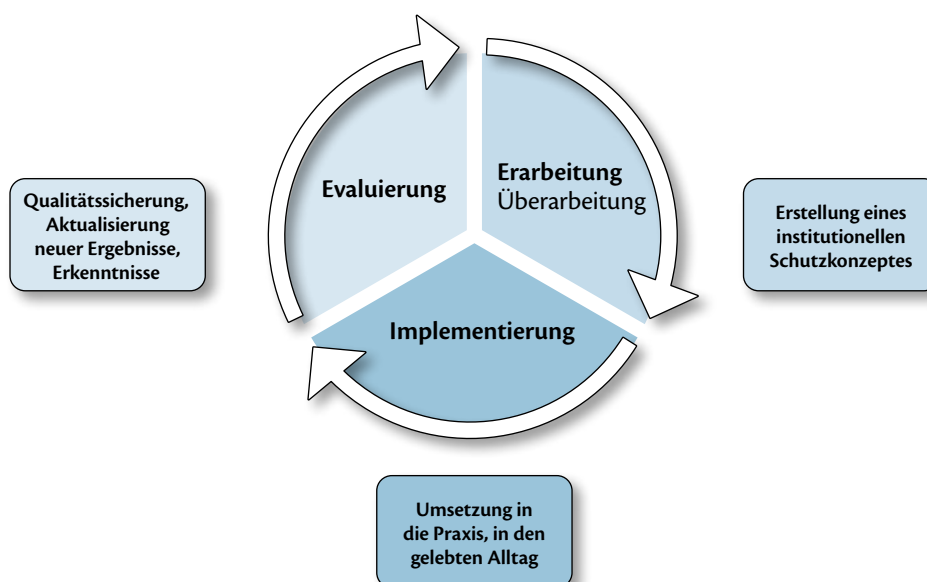 Evaluierung
Erarbeitung
Überarbeitung
Qualitätssicherung,
Aktualisierung
neuer Ergebnisse,
Erkenntnisse
Erstellung eines
institutionellen
Schutzkonzeptes
Implementierung
Umsetzung in
die Praxis, in den
gelebten Alltag